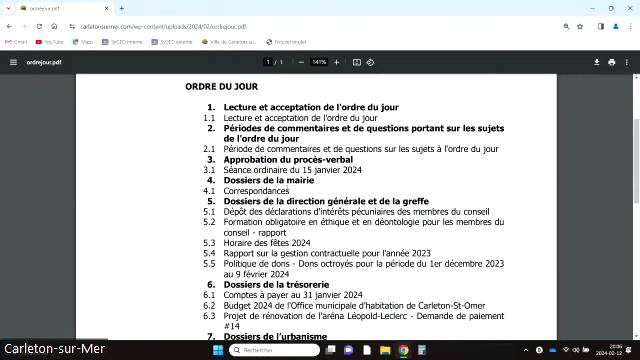 ordrejour.pdf
carletonsurmer.com/wp-content/uploads/2024/02/ordrejour.pdf
Gmail YouTube Maps SyGED interne SyGED externe Ville de Carleton-su... Nouvel onglet
ordrejour.pdf 1 / 1 141%
ORDRE DU JOUR
1. Lecture et acceptation de l'ordre du jour
1.1 Lecture et acceptation de l'ordre du jour
2. Périodes de commentaires et de questions portant sur les sujets
de l'ordre du jour
2.1 Période de commentaires et de questions sur les sujets à l'ordre du jour
3. Approbation du procès-verbal
3.1 Séance ordinaire du 15 janvier 2024
4. Dossiers de la mairie
4.1 Correspondances
5. Dossiers de la direction générale et de la greffe
5.1 Dépôt des déclarations d'intérêts pécuniaires des membres du conseil
5.2 Formation obligatoire en éthique et en déontologie pour les membres du
conseil - rapport
5.3 Horaire des fêtes 2024
5.4 Rapport sur la gestion contractuelle pour l'année 2023
5.5 Politique de dons - Dons octroyés pour la période du 1er décembre 2023
au 9 février 2024
6. Dossiers de la trésorerie
6.1 Comptes à payer au 31 janvier 2024
6.2 Budget 2024 de l'Office municipale d'habitation de Carleton-St-Omer
6.3 Projet de rénovation de l'aréna Léopold-Leclerc - Demande de paiement
#14
7. Dossiers de l'urbanisme
Carleton-sur-Mer
Rechercher
20:06
2024-02-12